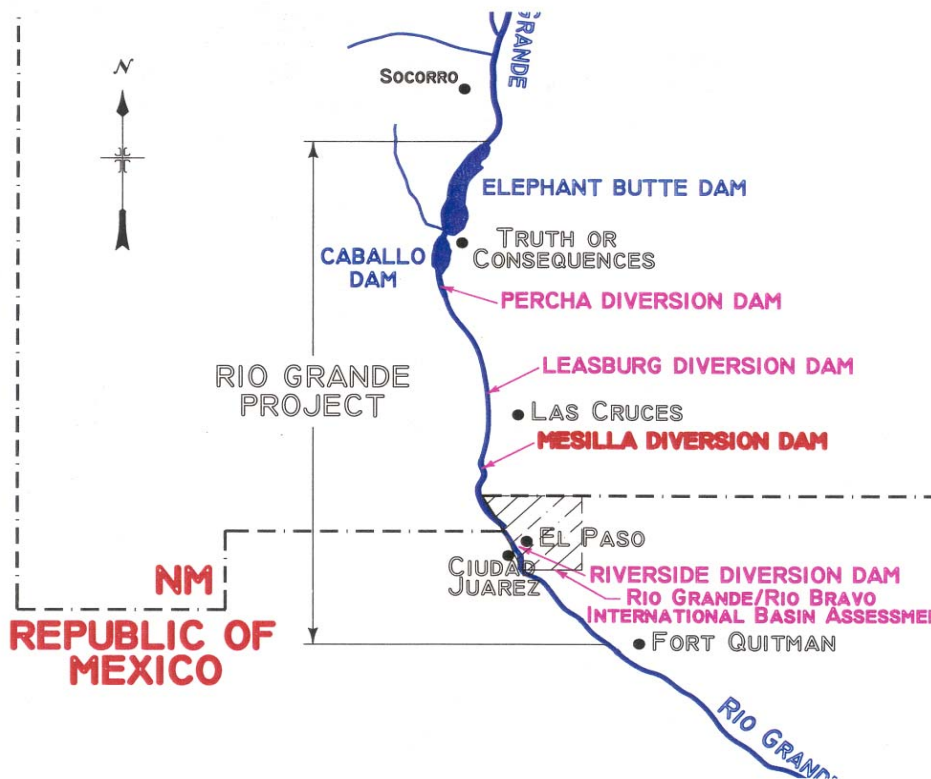 GRANDE
N
SOCORRO
ELEPHANT BUTTE DAM
TRUTH OR
CONSEQUENCES
CABALLO
DAM
PERCHA DIVERSION DAM
LEASBURG DIVERSION DAM
RIO GRANDE
PROJECT
LAS CRUCES
MESILLA DIVERSION DAM
EL PASO
CIUDAD
JUAREZ
RIVERSIDE DIVERSION DAM
RIO GRANDE/RIO BRAVO
INTERNATIONAL BASIN ASSESSME
NM
REPUBLIC OF
MEXICO
FORT QUITMAN
RIO GRANDE